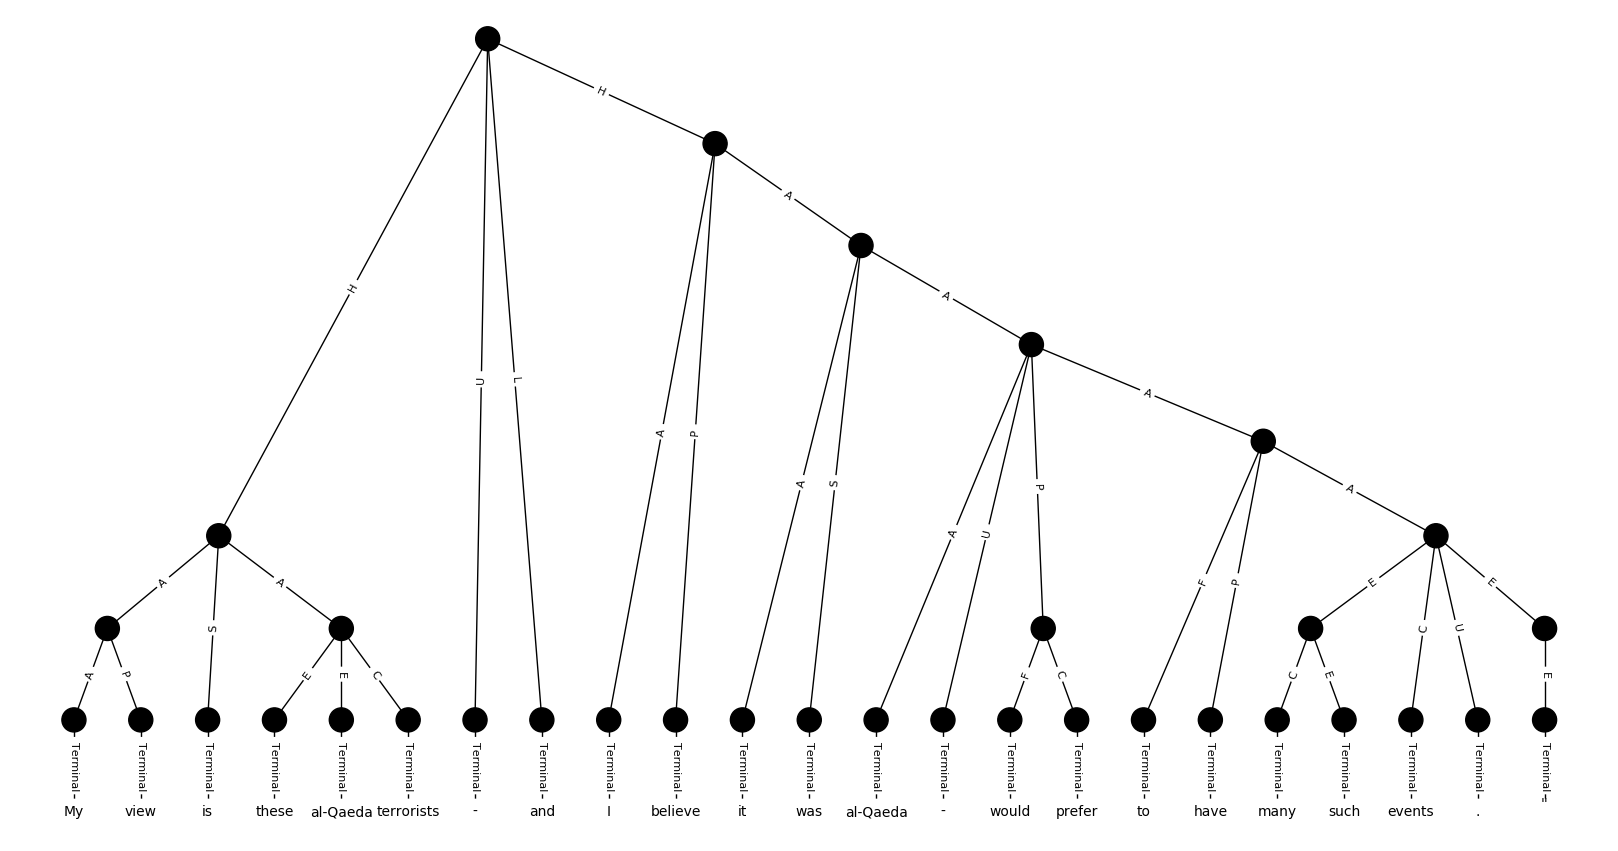 H
A
A
H
A
U
L
A
A
P
A
S
P
A
U
A
A
F
P
E
E
S
C
U
A
P
E
E
C
F
C
C
E
E
Terminal Terminal Terminal Terminal Terminal Terminal Terminal Terminal Terminal Terminal Terminal Terminal Terminal Terminal Terminal Terminal Terminal Terminal Terminal Terminal Terminal Terminal Terminal
My view is these al-Qaeda terrorists - and I believe it was al-Qaeda - would prefer to have many such events . "